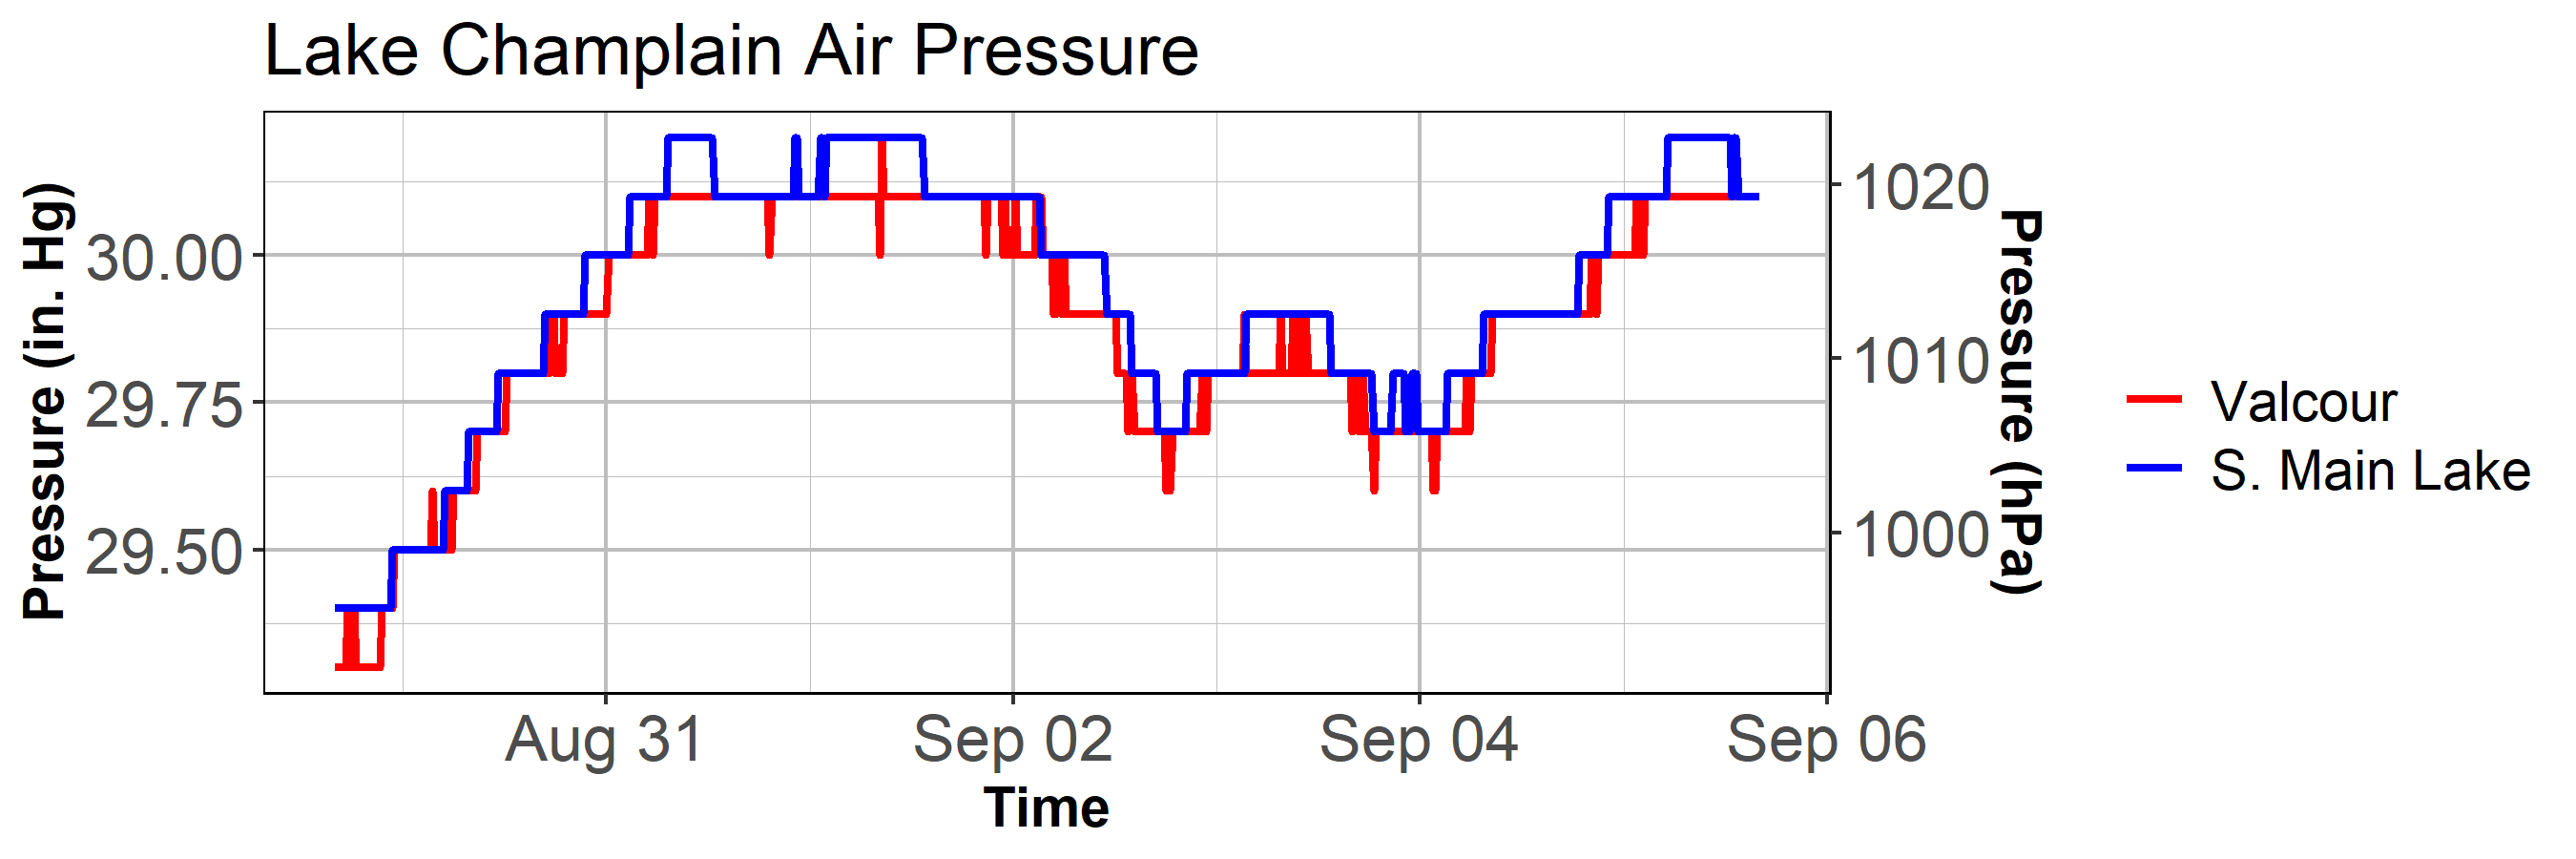 Lake Champlain Air Pressure
Pressure (in. Hg)
30.00
29.75
29.50
1020
1010
1000
Pressure (hPa)
Aug 31
Sep 02
Sep 04
Sep 06
Time
Valcour
S. Main Lake